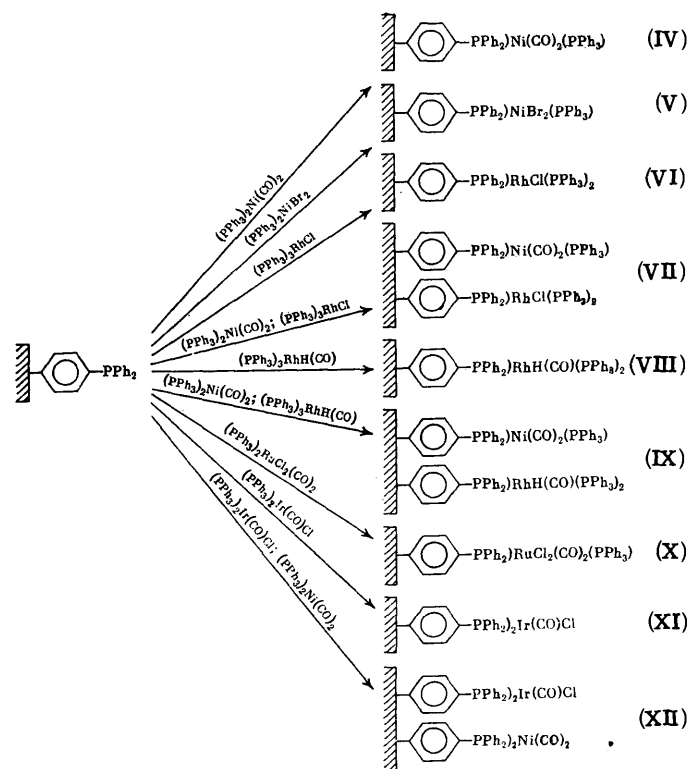 PPh₂)Ni(CO)₂(PPh₃) (IV)
PPh₂)NiBr₂(PPh₃) (V)
PPh₂)RhCl(PPh₃)₂ (VI)
PPh₂)Ni(CO)₂(PPh₃)
(VII)
PPh₂)RhCl(PPh₃)₂
PPh₂)RhH(CO)(PPh₃)₂ (VIII)
PPh₂)Ni(CO)₂(PPh₃)
(IX)
PPh₂)RhH(CO)(PPh₃)₂
PPh₂)RuCl₂(CO)₂(PPh₃) (X)
PPh₂)₂Ir(CO)Cl (XI)
PPh₂)₂Ir(CO)Cl
(XII)
PPh₂)₂Ni(CO)₂
PPh₂
(PPh₃)₂Ni(CO)₂
(PPh₃)₂NiBr₂
(PPh₃)₃RhCl
(PPh₃)₂Ni(CO)₂; (PPh₃)₃RhCl
(PPh₃)₃RhH(CO)
(PPh₃)₂Ni(CO)₂; (PPh₃)₃RhH(CO)
(PPh₃)₂RuCl₂(CO)₂
(PPh₃)₂Ir(CO)Cl
(PPh₃)₂Ir(CO)Cl; (PPh₃)₂Ni(CO)₂